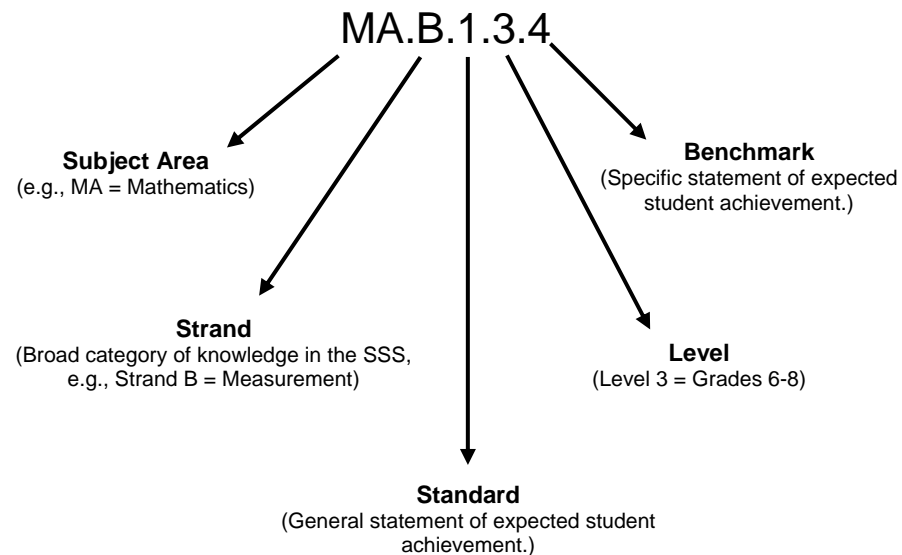 MA.B.1.3.4
Subject Area
(e.g., MA = Mathematics)
Benchmark
(Specific statement of expected
student achievement.)
Strand
(Broad category of knowledge in the SSS,
e.g., Strand B = Measurement)
Level
(Level 3 = Grades 6-8)
Standard
(General statement of expected student
achievement.)